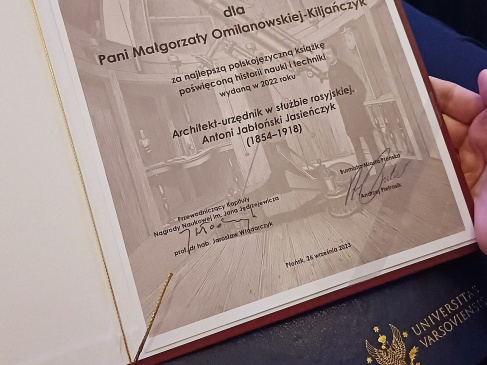 dla
Pani Małgorzaty Omilanowskiej-Kiljańczyk
za najlepszą polskojęzyczną książkę
poświęconą historii nauki i techniki
wydaną w 2022 roku
Architekt-urzędnik w służbie rosyjskiej.
Antoni Jabłoński Jasieńczyk
(1854–1918)
Przewodniczący Kapituły
Nagrody Naukowej im. Jana Jędrzejewicza
prof. dr hab. Jarosław Włodarczyk
Burmistrz Miasta Płońska
Andrzej Pietrasik
Płońsk, 26 września 2023
UNIVERSITAS
VARSOVIENSIS